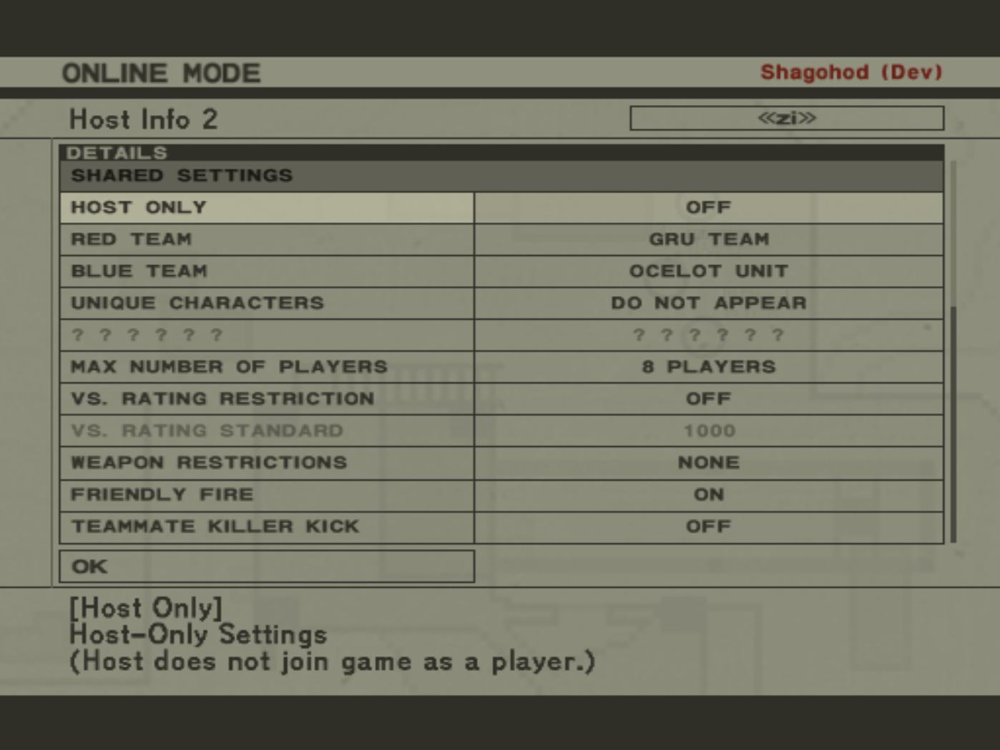 ONLINE MODE
Shagohod (Dev)
Host Info 2
≪zi≫
DETAILS
SHARED SETTINGS
HOST ONLY OFF
RED TEAM GRU TEAM
BLUE TEAM OCELOT UNIT
UNIQUE CHARACTERS DO NOT APPEAR
? ? ? ? ? ? ? ? ? ? ? ?
MAX NUMBER OF PLAYERS 8 PLAYERS
VS. RATING RESTRICTION OFF
VS. RATING STANDARD 1000
WEAPON RESTRICTIONS NONE
FRIENDLY FIRE ON
TEAMMATE KILLER KICK OFF
OK
[Host Only]
Host-Only Settings
(Host does not join game as a player.)